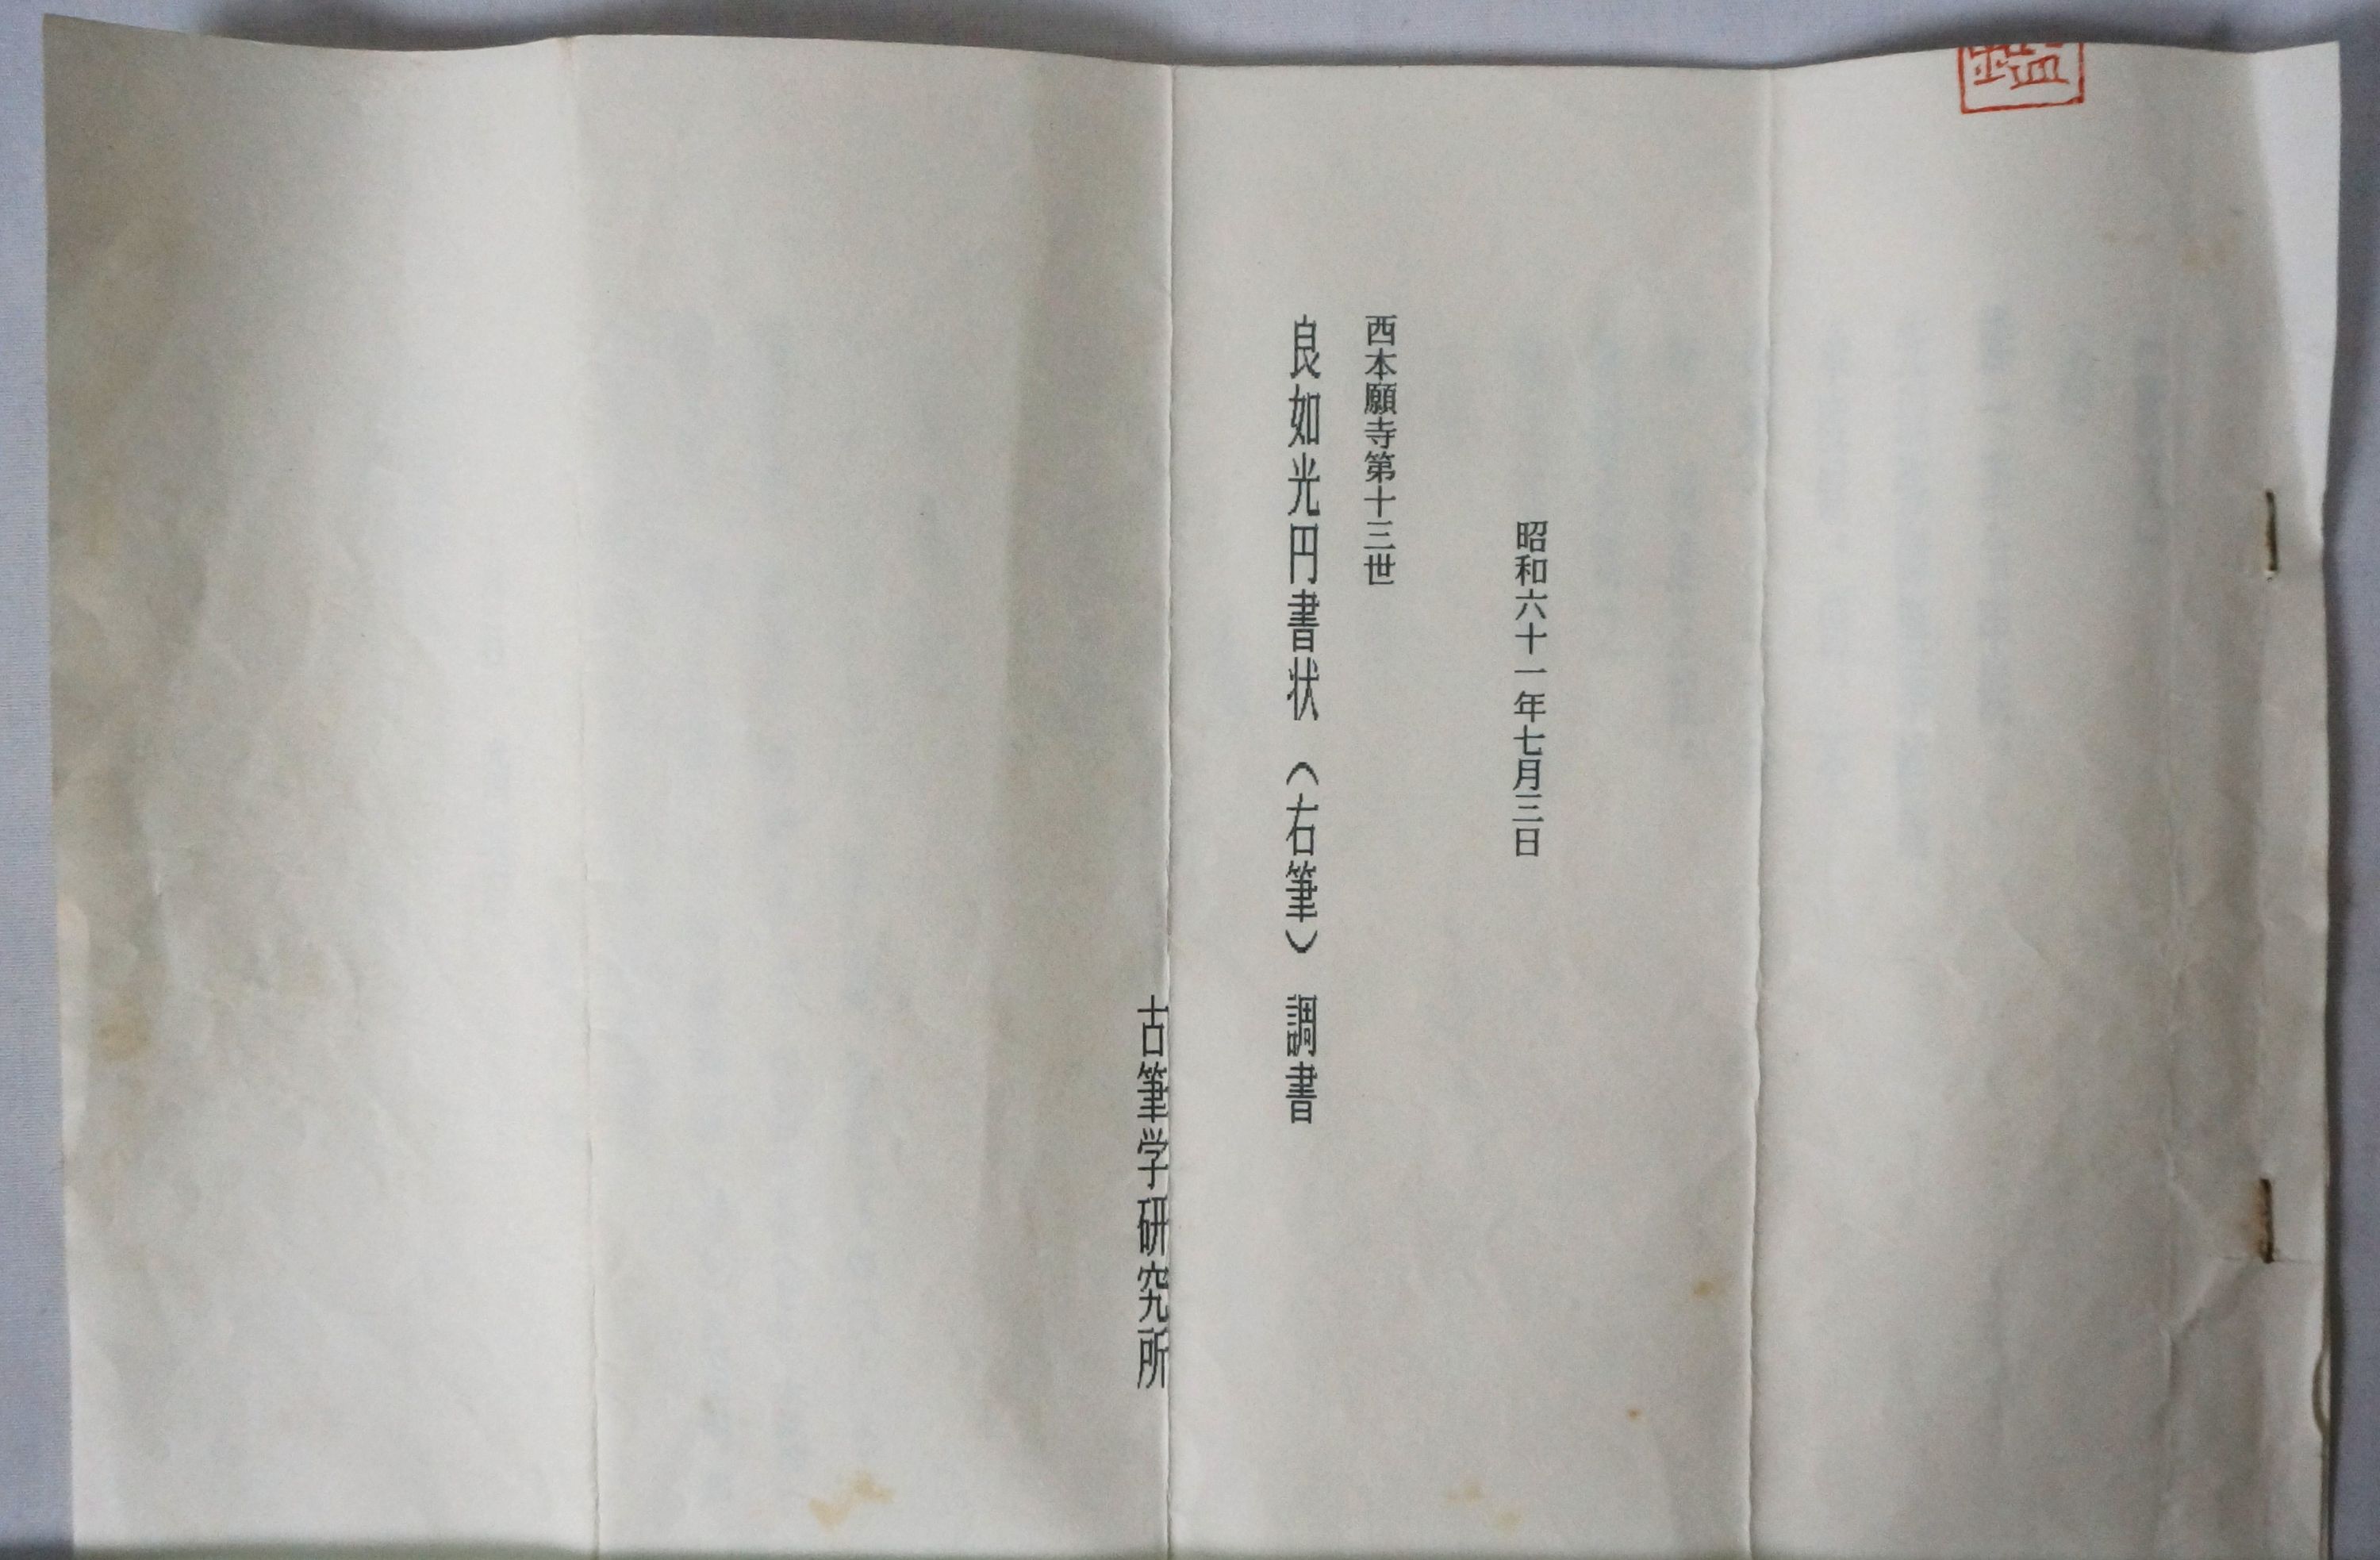 昭和六十一年七月三日
西本願寺第十三世
良如光円書状（右筆）調書
古筆学研究所